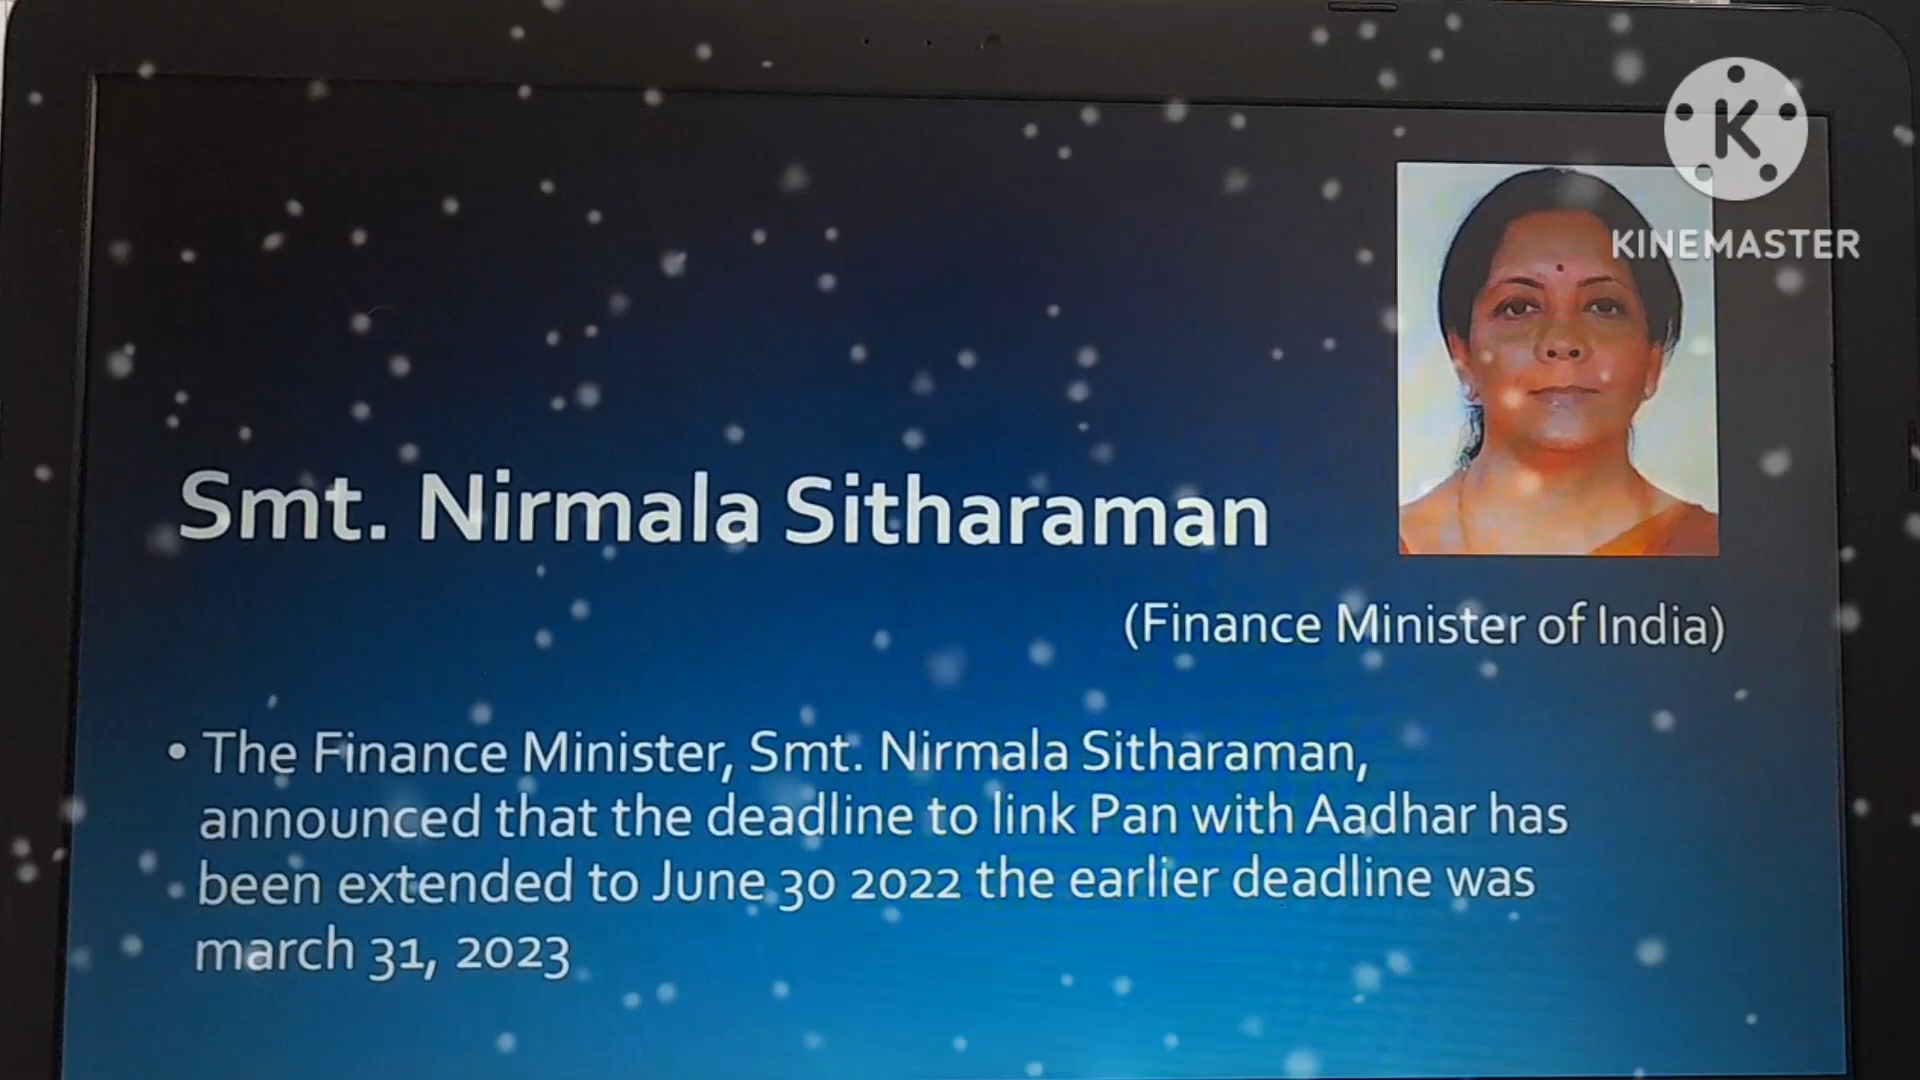 K
KINEMASTER
Smt. Nirmala Sitharaman
(Finance Minister of India)
• The Finance Minister, Smt. Nirmala Sitharaman,
announced that the deadline to link Pan with Aadhar has
been extended to June 30 2022 the earlier deadline was
march 31, 2023